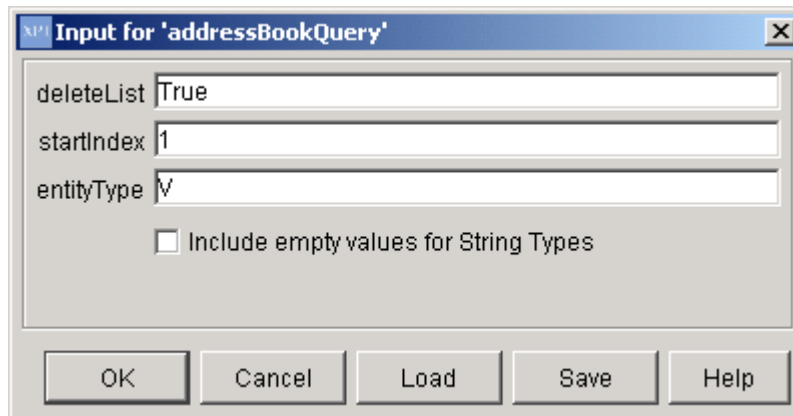 XPI Input for 'addressBookQuery'
deleteList True
startIndex 1
entityType V
Include empty values for String Types
OK Cancel Load Save Help